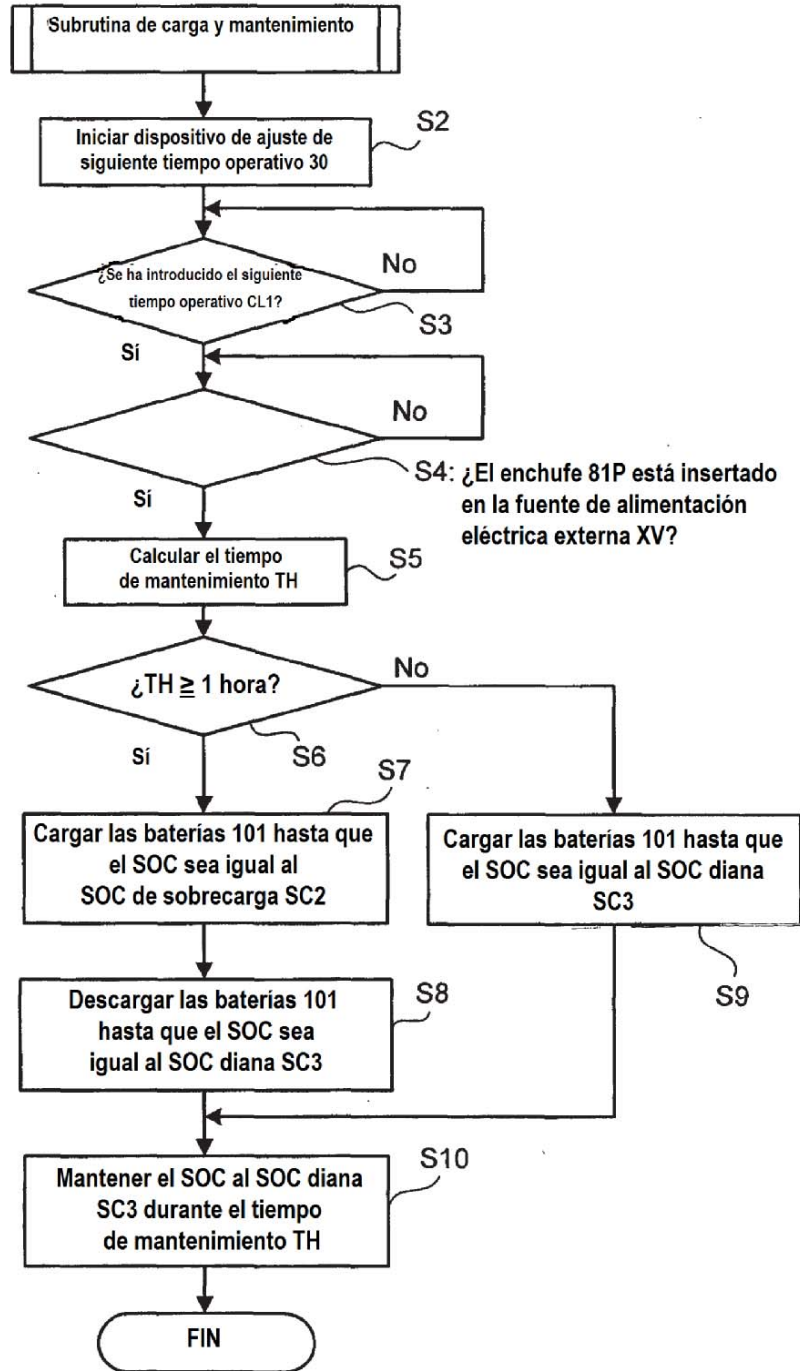 Subrutina de carga y mantenimiento
Iniciar dispositivo de ajuste de
siguiente tiempo operativo 30
S2
¿Se ha introducido el siguiente
tiempo operativo CL1?
No
S3
Sí
No
S4: ¿El enchufe 81P está insertado
en la fuente de alimentación
eléctrica externa XV?
Sí
Calcular el tiempo
de mantenimiento TH
S5
¿TH ≧ 1 hora?
No
S6
Sí
S7
Cargar las baterías 101 hasta que
el SOC sea igual al
SOC de sobrecarga SC2
Cargar las baterías 101 hasta que
el SOC sea igual al SOC diana
SC3
S9
Descargar las baterías 101
hasta que el SOC sea
igual al SOC diana SC3
S8
Mantener el SOC al SOC diana
SC3 durante el tiempo
de mantenimiento TH
S10
FIN